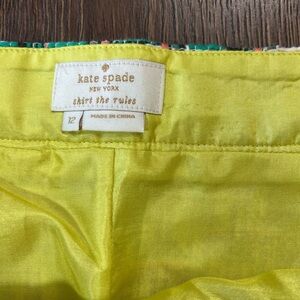 kate spade
NEW YORK
skirt the rules
12
MADE IN CHINA